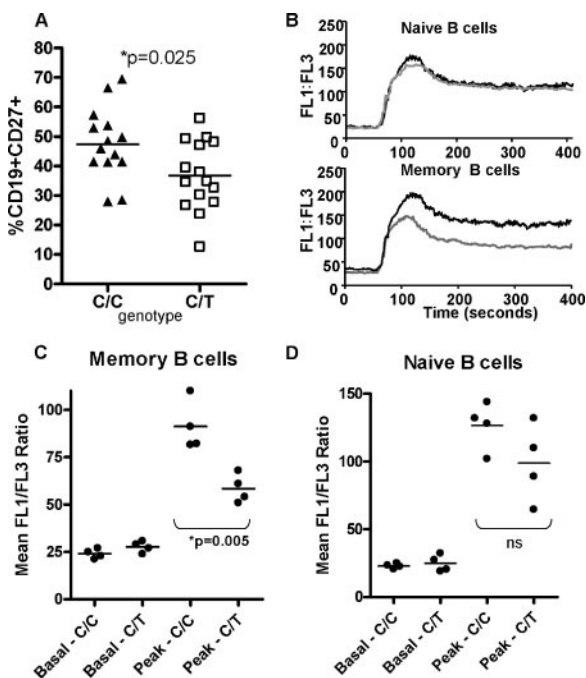 A
*p=0.025
%CD19+CD27+
80
70
60
50
40
30
20
10
0
C/C
C/T
genotype
B
Naive B cells
FL1:FL3
250
200
150
100
50
0
0
100
200
300
400
Memory B cells
FL1:FL3
250
200
150
100
50
0
0
100
200
300
400
Time (seconds)
C
Memory B cells
Mean FL1/FL3 Ratio
100
75
50
25
0
*p=0.005
Basal - C/C
Basal - C/T
Peak - C/C
Peak - C/T
D
Naive B cells
Mean FL1/FL3 Ratio
150
100
50
0
ns
Basal - C/C
Basal - C/T
Peak - C/C
Peak - C/T